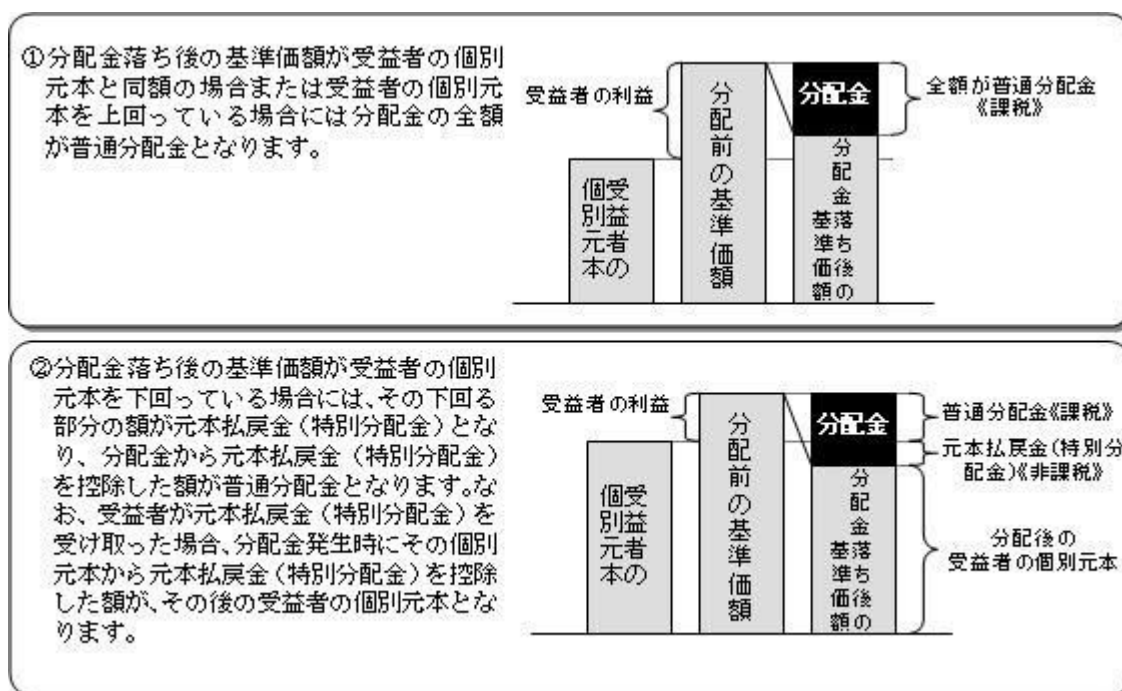 ①分配金落ち後の基準価額が受益者の個別
元本と同額の場合または受益者の個別元
本を上回っている場合には分配金の全額
が普通分配金となります。
受益者の利益
受益者の
個別元本
分配前の基準価額
分配金
分配金落ち後の
基準価額
全額が普通分配金
《課税》
②分配金落ち後の基準価額が受益者の個別
元本を下回っている場合には、その下回る
部分の額が元本払戻金(特別分配金)とな
り、分配金から元本払戻金(特別分配金)
を控除した額が普通分配金となります。な
お、受益者が元本払戻金(特別分配金)を
受け取った場合、分配金発生時にその個別
元本から元本払戻金(特別分配金)を控除
した額が、その後の受益者の個別元本とな
ります。
受益者の利益
受益者の
個別元本
分配前の基準価額
分配金
分配金落ち後の
基準価額
普通分配金《課税》
元本払戻金(特別分
配金)《非課税》
分配後の
受益者の個別元本